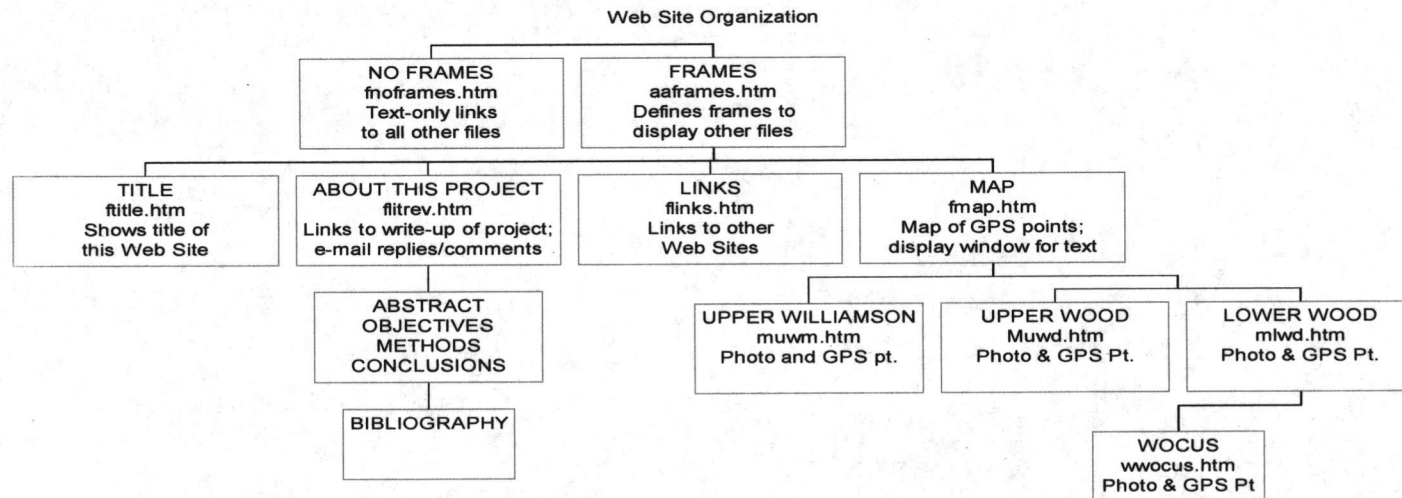 Web Site Organization
NO FRAMES
fnoframes.htm
Text-only links
to all other files
FRAMES
aaframes.htm
Defines frames to
display other files
TITLE
ftitle.htm
Shows title of
this Web Site
ABOUT THIS PROJECT
flitrev.htm
Links to write-up of project;
e-mail replies/comments
LINKS
flinks.htm
Links to other
Web Sites
MAP
fmap.htm
Map of GPS points;
display window for text
ABSTRACT
OBJECTIVES
METHODS
CONCLUSIONS
BIBLIOGRAPHY
UPPER WILLIAMSON
muwm.htm
Photo and GPS pt.
UPPER WOOD
Muwd.htm
Photo & GPS Pt.
LOWER WOOD
mlwd.htm
Photo & GPS Pt.
WOCUS
wwocus.htm
Photo & GPS Pt